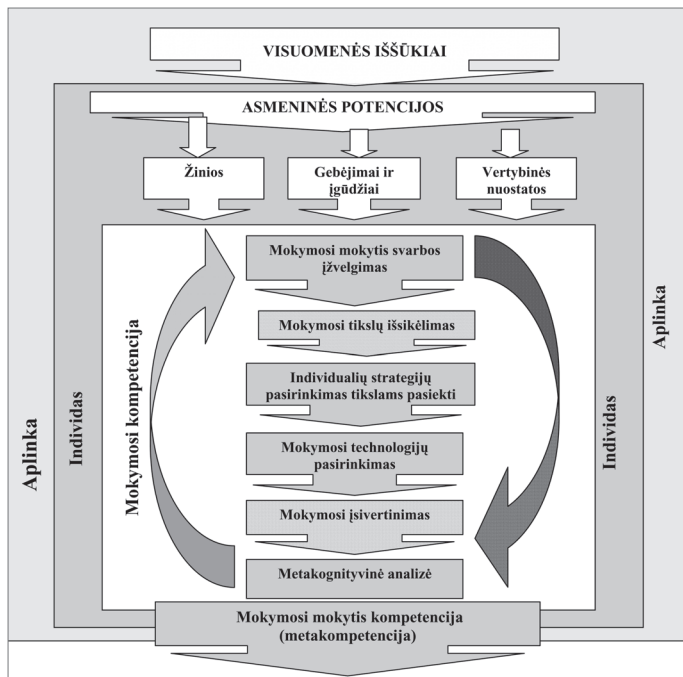 VISUOMENĖS IŠŠŪKIAI
ASMENINĖS POTENCIJOS
Žinios
Gebėjimai ir
įgūdžiai
Vertybinės
nuostatos
Mokymosi mokytis svarbos
įžvelgimas
Mokymosi tikslų išsikėlimas
Individualių strategijų
pasirinkimas tikslams pasiekti
Mokymosi technologijų
pasirinkimas
Mokymosi įsivertinimas
Metakognityvinė analizė
Mokymosi mokytis kompetencija
(metakompetencija)
Aplinka
Individas
Mokymosi kompetencija
Individas
Aplinka